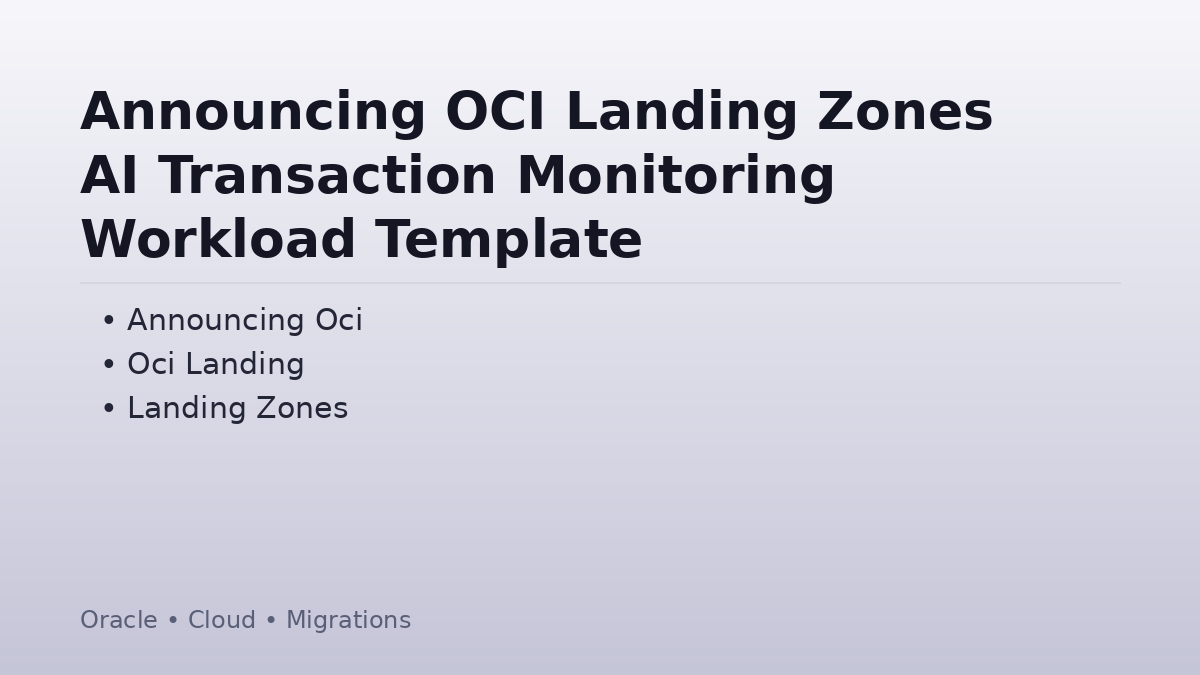 Announcing OCI Landing Zones
AI Transaction Monitoring
Workload Template
• Announcing Oci
• Oci Landing
• Landing Zones
Oracle • Cloud • Migrations